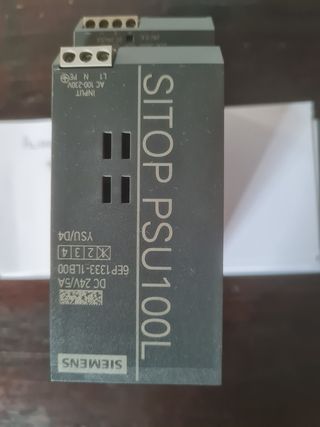 SIEMENS
DC 24V/5A
6EP1333-1LB00
X 2 3 4
YSU/D4
SITOP PSU100L
INPUT
AC 100-230V
L1 N PE